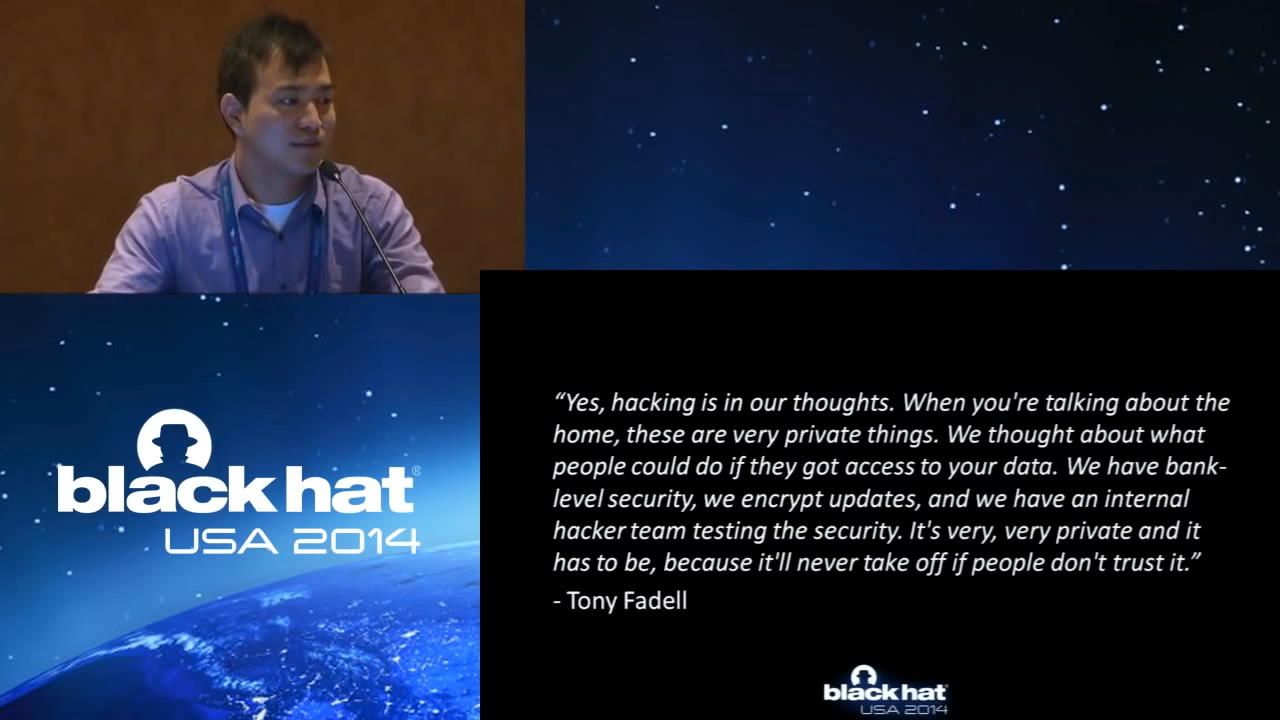 black hat®
USA 2014
“Yes, hacking is in our thoughts. When you're talking about the
home, these are very private things. We thought about what
people could do if they got access to your data. We have bank-
level security, we encrypt updates, and we have an internal
hacker team testing the security. It's very, very private and it
has to be, because it'll never take off if people don't trust it.”
- Tony Fadell
black hat
USA 2014